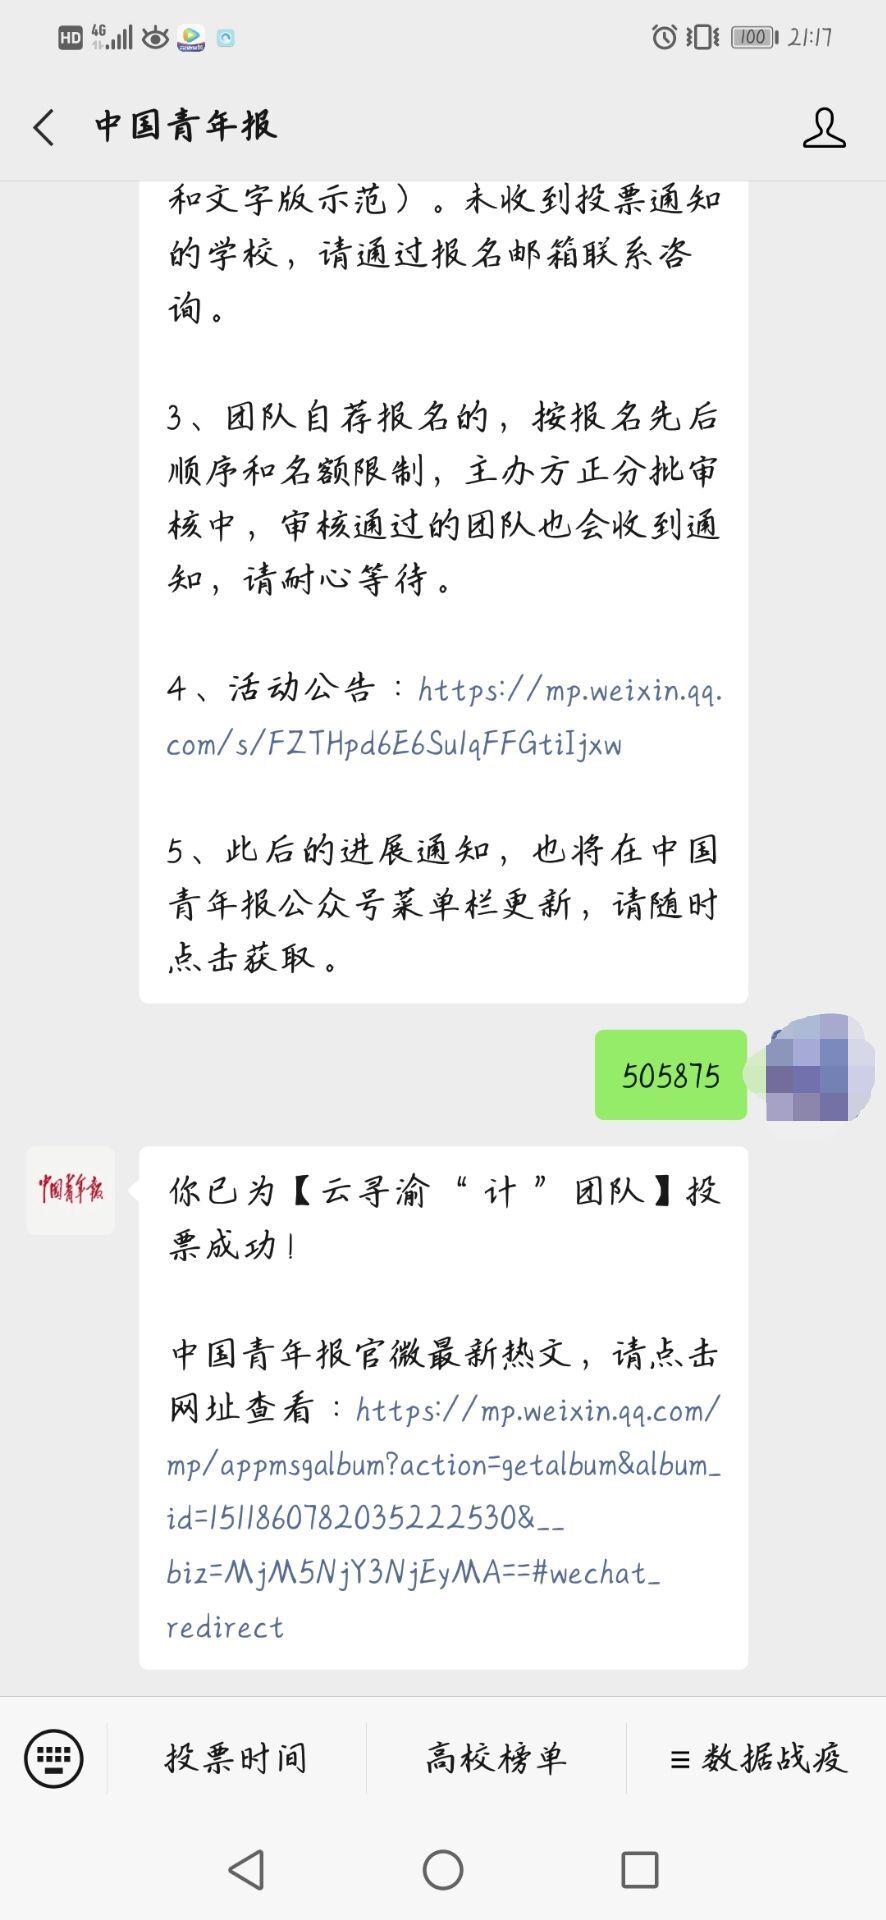 HD 4G 100 21:17
中国青年报
和文字版示范）。未收到投票通知
的学校，请通过报名邮箱联系咨
询。
3、团队自荐报名的，按报名先后
顺序和名额限制，主办方正分批审
核中，审核通过的团队也会收到通
知，请耐心等待。
4、活动公告：https://mp.weixin.qq.
com/s/FZTHpd6E6SulqFFGtiIjxw
5、此后的进展通知，也将在中国
青年报公众号菜单栏更新，请随时
点击获取。
505875
中国青年报
你已为【云寻渝“计”团队】投
票成功！
中国青年报官微最新热文，请点击
网址查看：https://mp.weixin.qq.com/
mp/appmsgalbum?action=getalbum&album_
id=1511860782035222530&__
biz=MjM5NjY3NjEyMA==#wechat_
redirect
投票时间
高校榜单
≡ 数据战疫